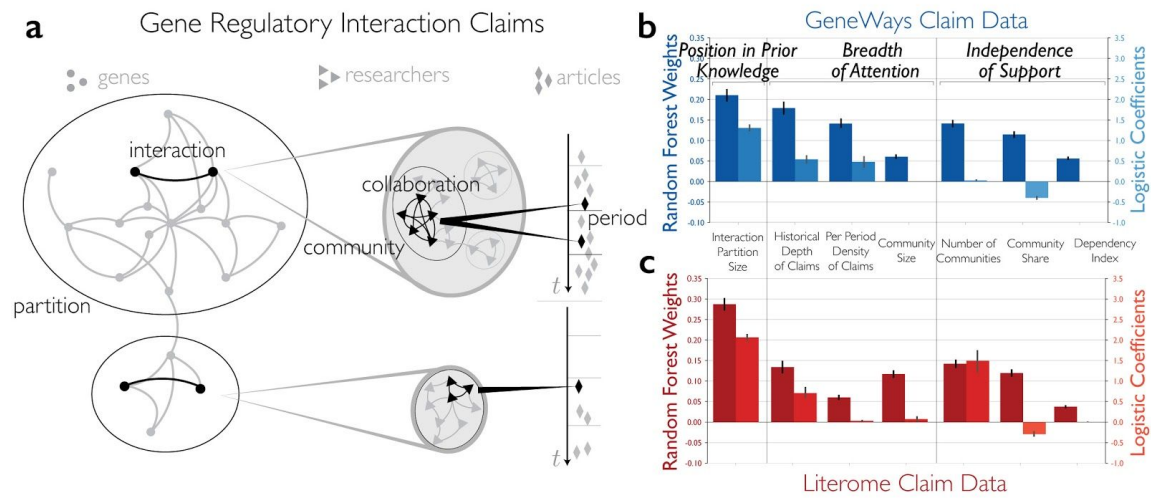 a
Gene Regulatory Interaction Claims
genes
researchers
articles
interaction
collaboration
period
community
partition
t
t
b
GeneWays Claim Data
Position in Prior
Knowledge
Breadth
of Attention
Independence
of Support
Random Forest Weights
0.35
0.30
0.25
0.20
0.15
0.10
0.05
0.00
-0.05
-0.10
3.5
3.0
2.5
2.0
1.5
1.0
0.5
0.0
-0.5
-1.0
Logistic Coefficients
Interaction
Partition
Size
Historical
Depth
of Claims
Per Period
Density
of Claims
Community
Size
Number of
Communities
Community
Share
Dependency
Index
c
Random Forest Weights
0.35
0.30
0.25
0.20
0.15
0.10
0.05
0.00
-0.05
-0.10
3.5
3.0
2.5
2.0
1.5
1.0
0.5
0.0
-0.5
-1.0
Logistic Coefficients
Literome Claim Data